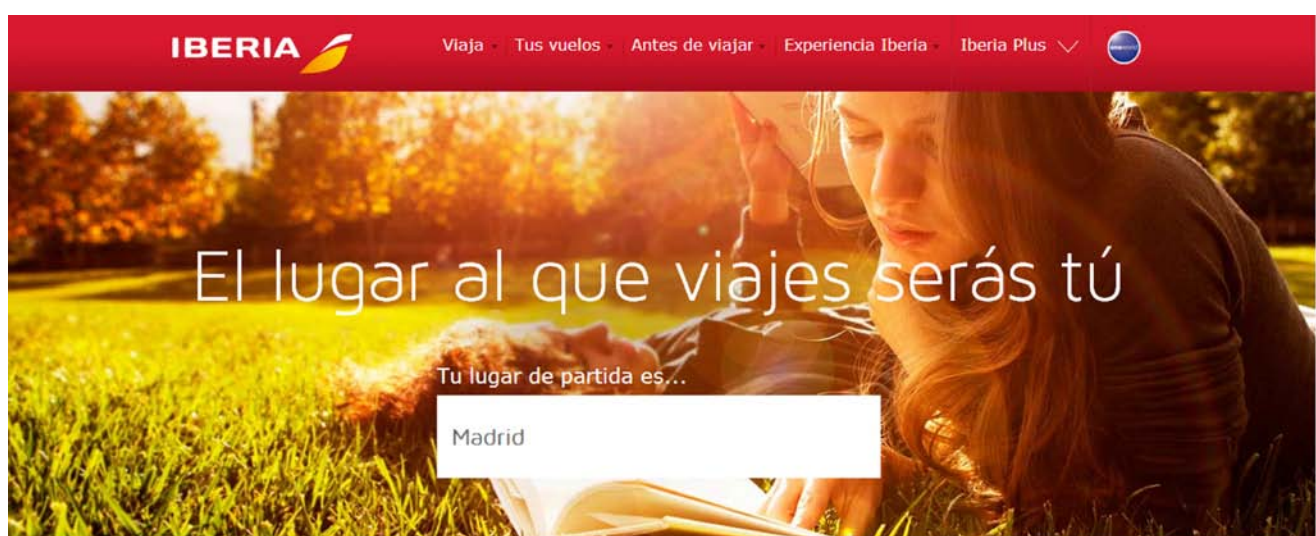 IBERIA
Viaja Tus vuelos Antes de viajar Experiencia Iberia Iberia Plus
El lugar al que viajes serás tú
Tu lugar de partida es...
Madrid